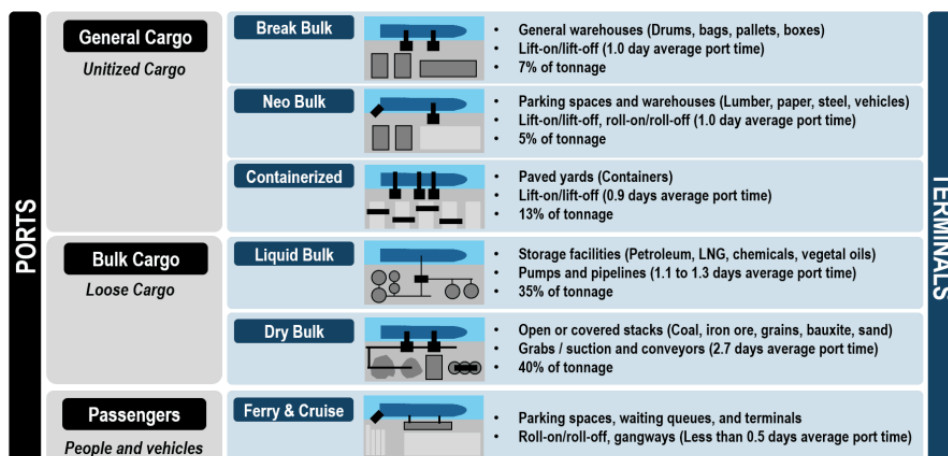 PORTS
General Cargo
Unitized Cargo
Break Bulk
• General warehouses (Drums, bags, pallets, boxes)
• Lift-on/lift-off (1.0 day average port time)
• 7% of tonnage
Neo Bulk
• Parking spaces and warehouses (Lumber, paper, steel, vehicles)
• Lift-on/lift-off, roll-on/roll-off (1.0 day average port time)
• 5% of tonnage
Containerized
• Paved yards (Containers)
• Lift-on/lift-off (0.9 days average port time)
• 13% of tonnage
Bulk Cargo
Loose Cargo
Liquid Bulk
• Storage facilities (Petroleum, LNG, chemicals, vegetal oils)
• Pumps and pipelines (1.1 to 1.3 days average port time)
• 35% of tonnage
Dry Bulk
• Open or covered stacks (Coal, iron ore, grains, bauxite, sand)
• Grabs / suction and conveyors (2.7 days average port time)
• 40% of tonnage
Passengers
People and vehicles
Ferry & Cruise
• Parking spaces, waiting queues, and terminals
• Roll-on/roll-off, gangways (Less than 0.5 days average port time)
TERMINALS